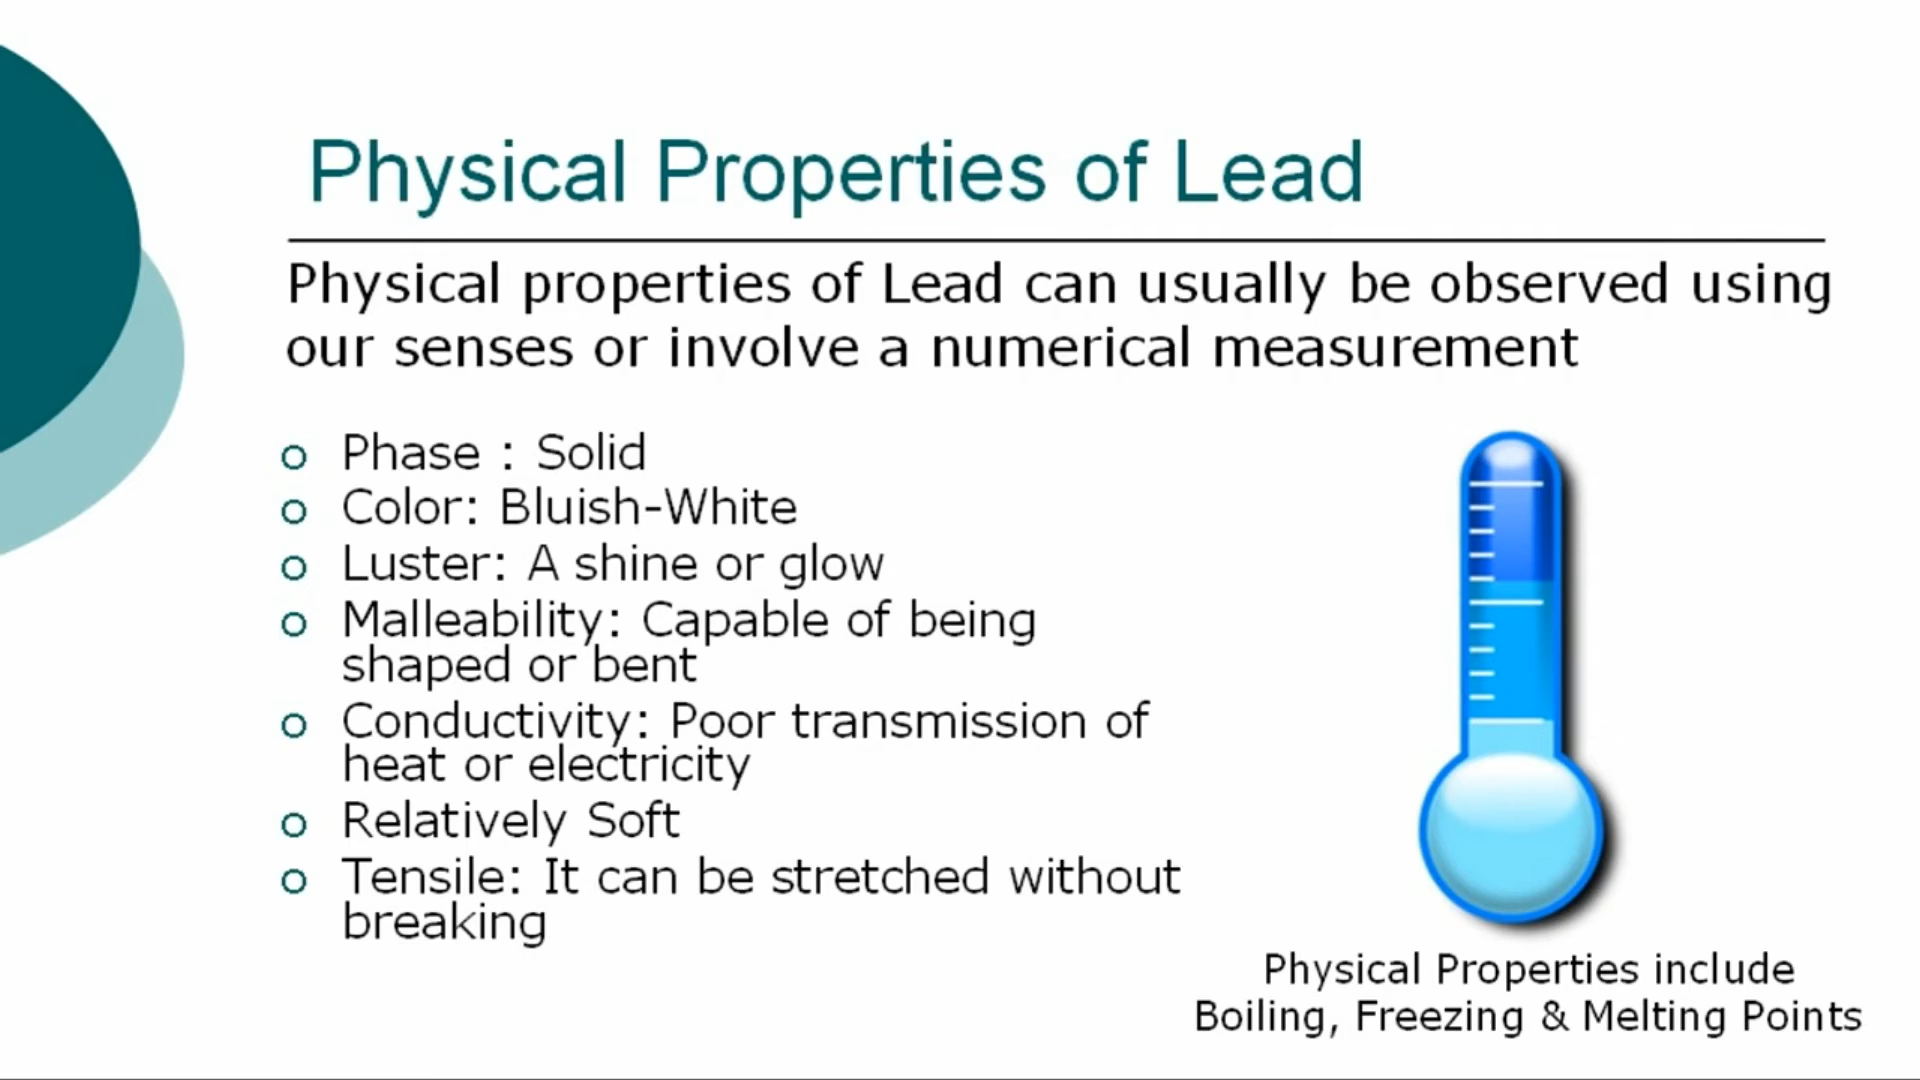 Physical Properties of Lead
Physical properties of Lead can usually be observed using
our senses or involve a numerical measurement
Phase : Solid
Color: Bluish-White
Luster: A shine or glow
Malleability: Capable of being
shaped or bent
Conductivity: Poor transmission of
heat or electricity
Relatively Soft
Tensile: It can be stretched without
breaking
Physical Properties include
Boiling, Freezing & Melting Points